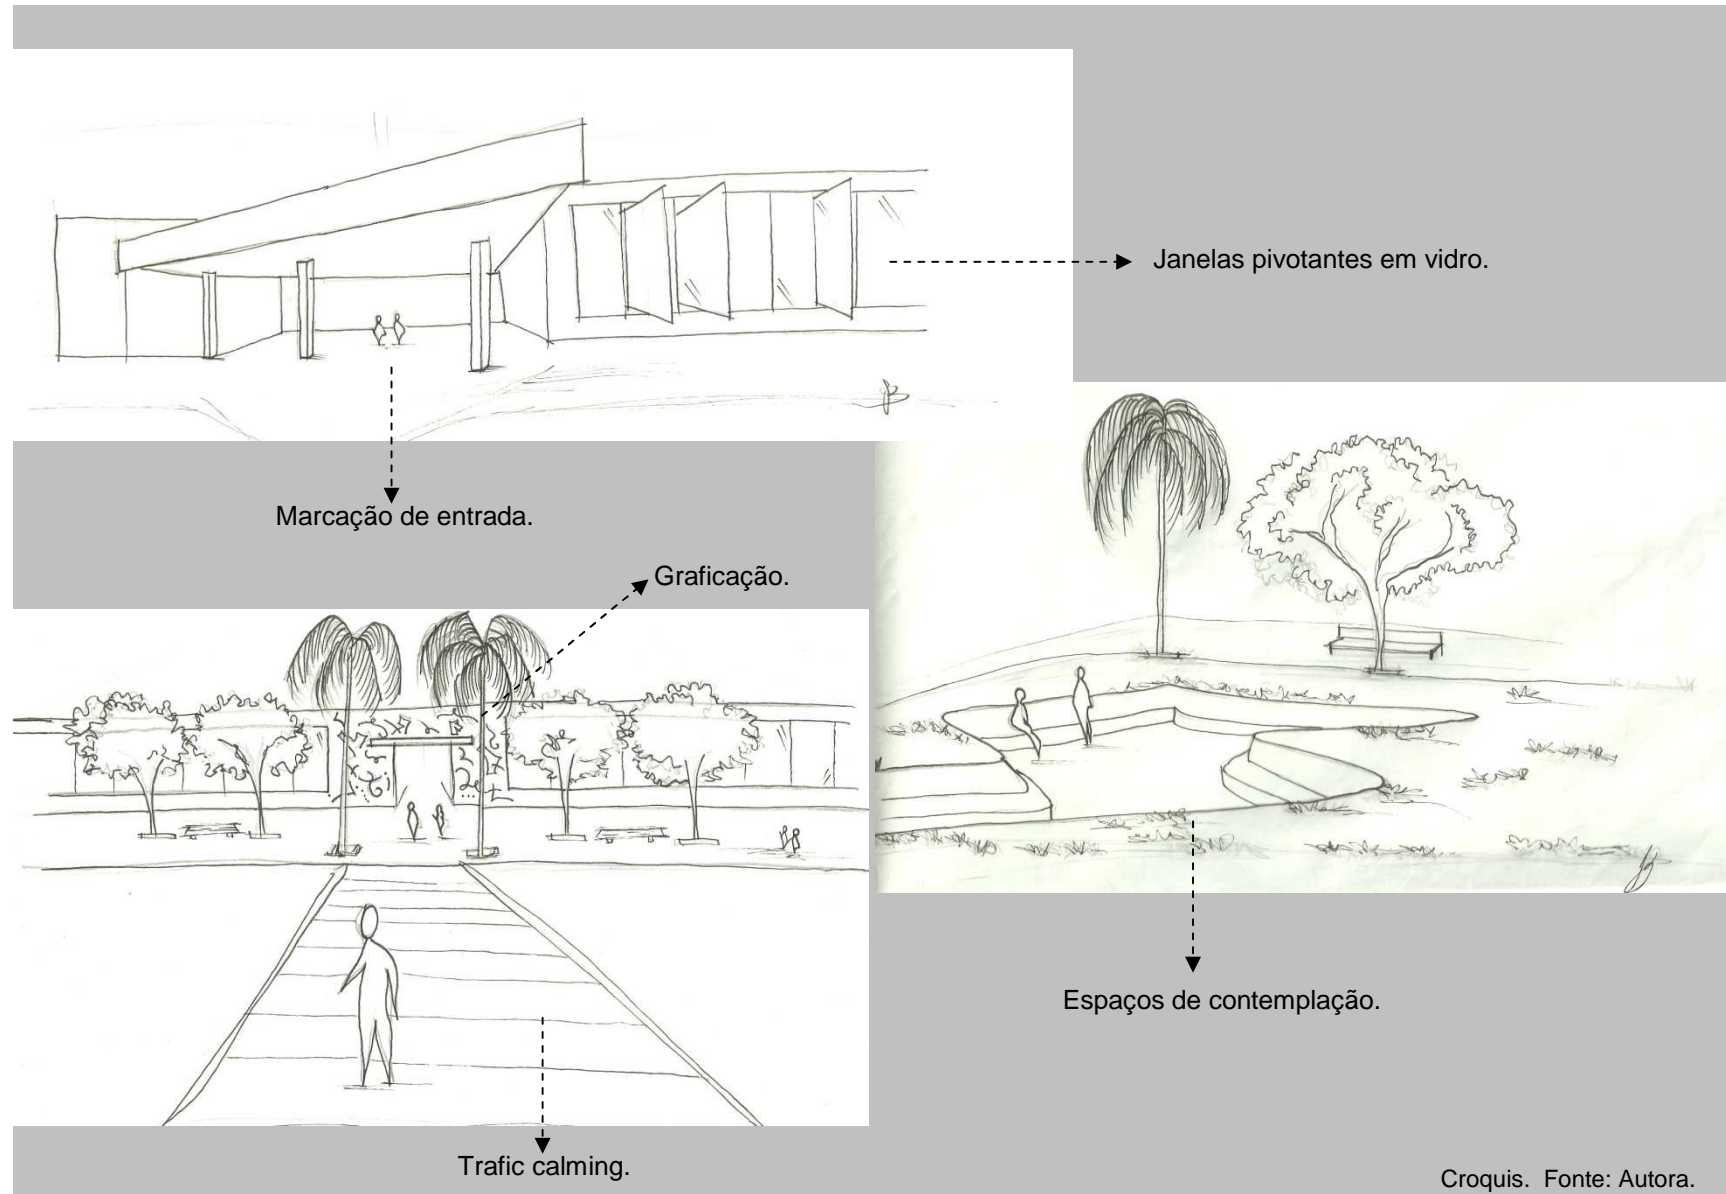 Janelas pivotantes em vidro.
Marcação de entrada.
Graficação.
Espaços de contemplação.
Trafic calming.
Croquis.  Fonte: Autora.